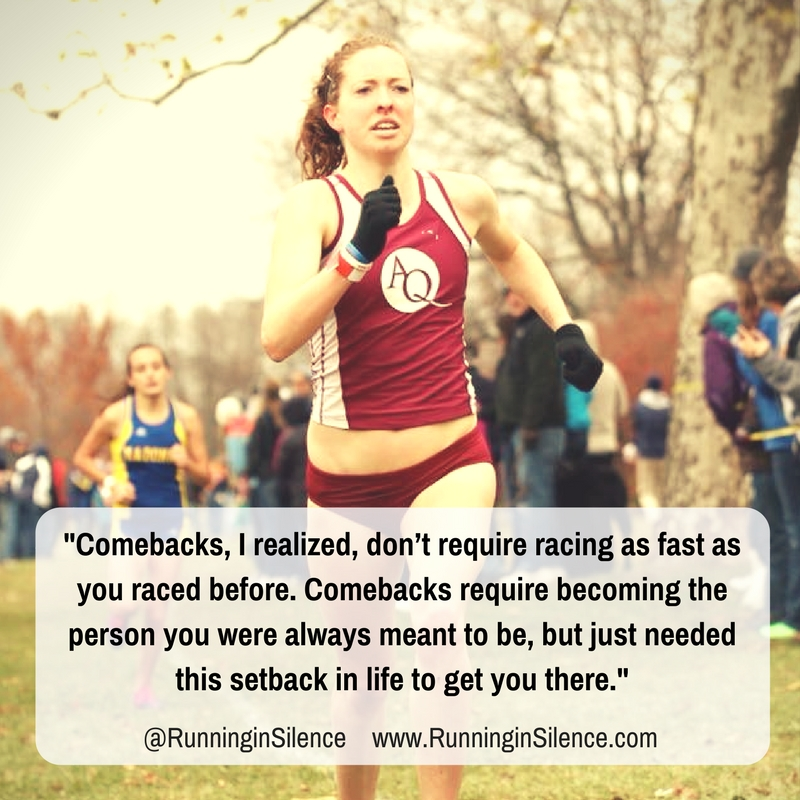 AQ
"Comebacks, I realized, don’t require racing as fast as
you raced before. Comebacks require becoming the
person you were always meant to be, but just needed
this setback in life to get you there."
@RunninginSilence www.RunninginSilence.com